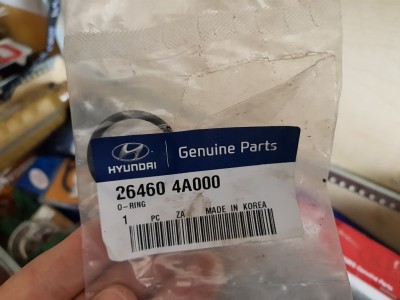 HYUNDAI | Genuine Parts
26460 4A000
O-RING
1 PC ZA MADE IN KOREA